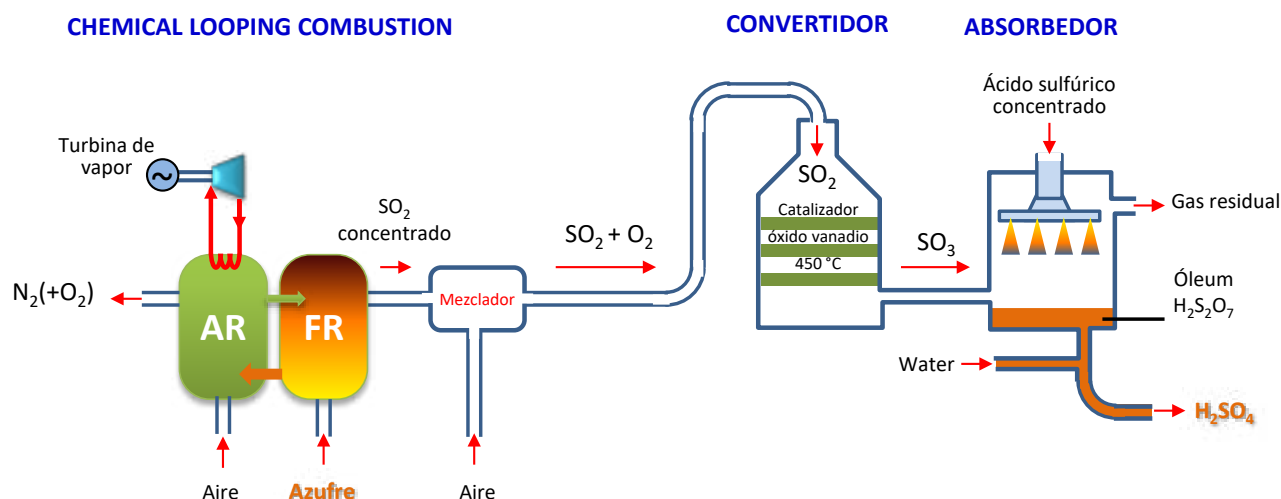 CHEMICAL LOOPING COMBUSTION
CONVERTIDOR
ABSORBEDOR
Ácido sulfúrico
concentrado
Turbina de
vapor
SO₂
concentrado
SO₂ + O₂
SO₂
Catalizador
óxido vanadio
450 °C
SO₃
Gas residual
N₂(+O₂)
AR
FR
Mezclador
Óleum
H₂S₂O₇
Water
H₂SO₄
Aire
Azufre
Aire